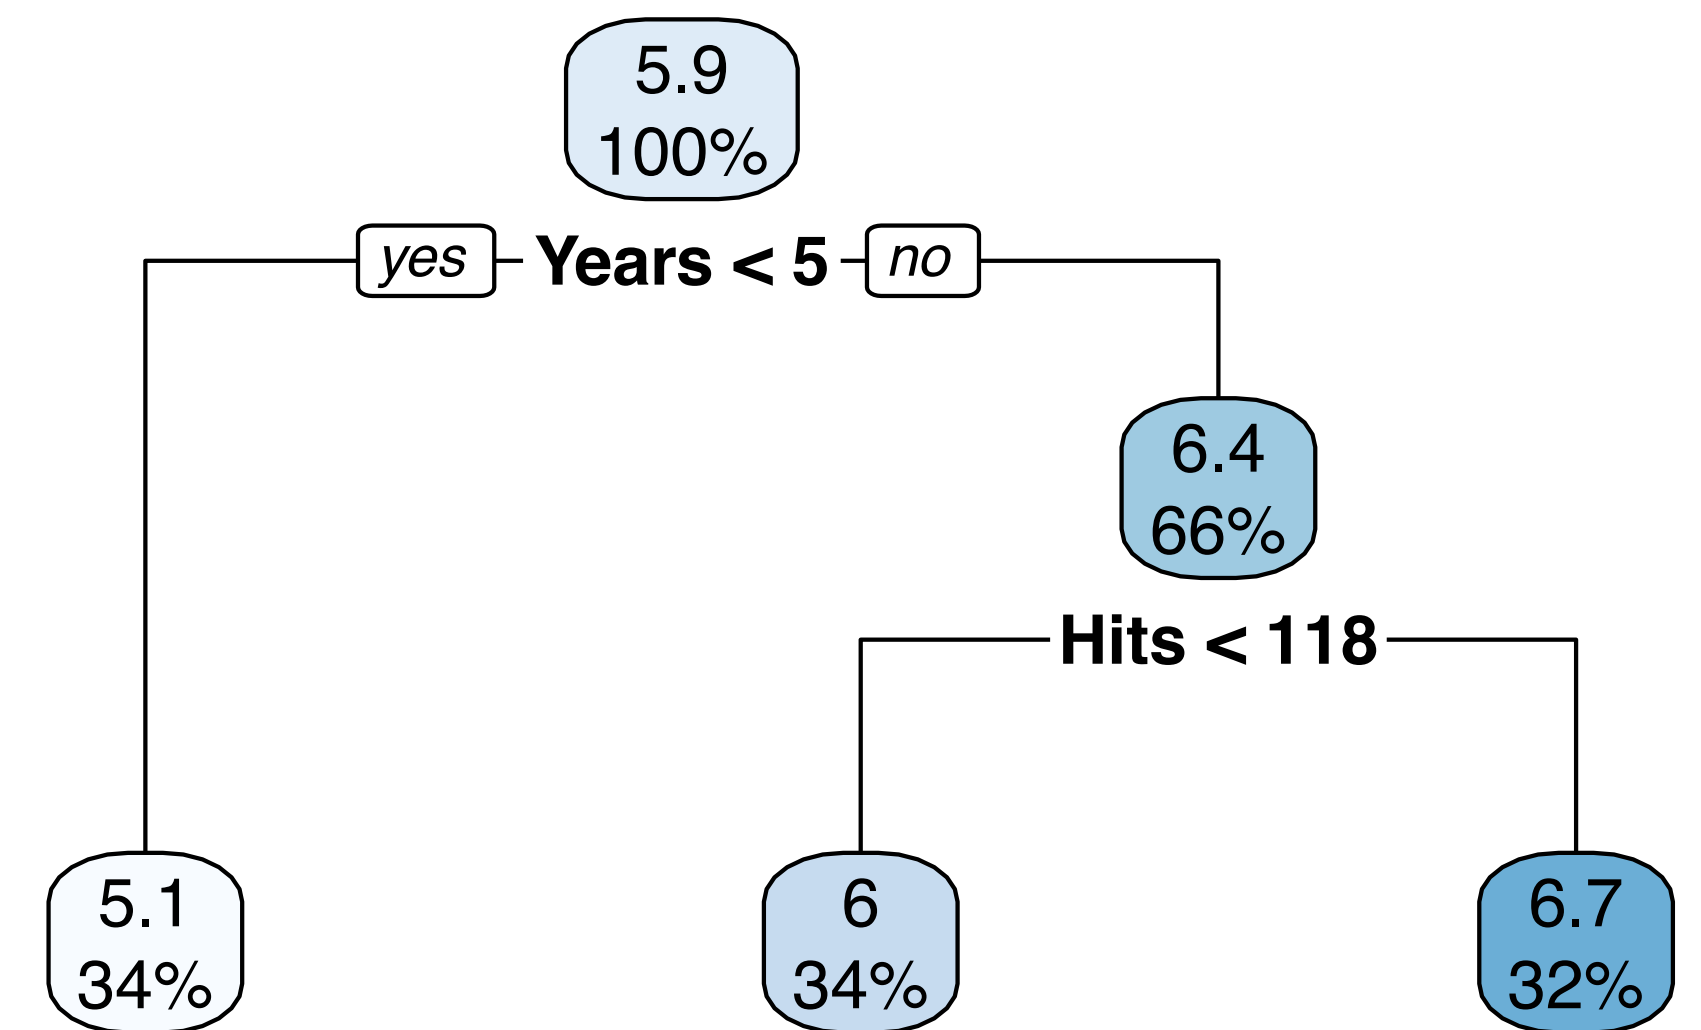 5.9
100%
yes Years < 5 no
6.4
66%
Hits < 118
5.1 6 6.7
34% 34% 32%